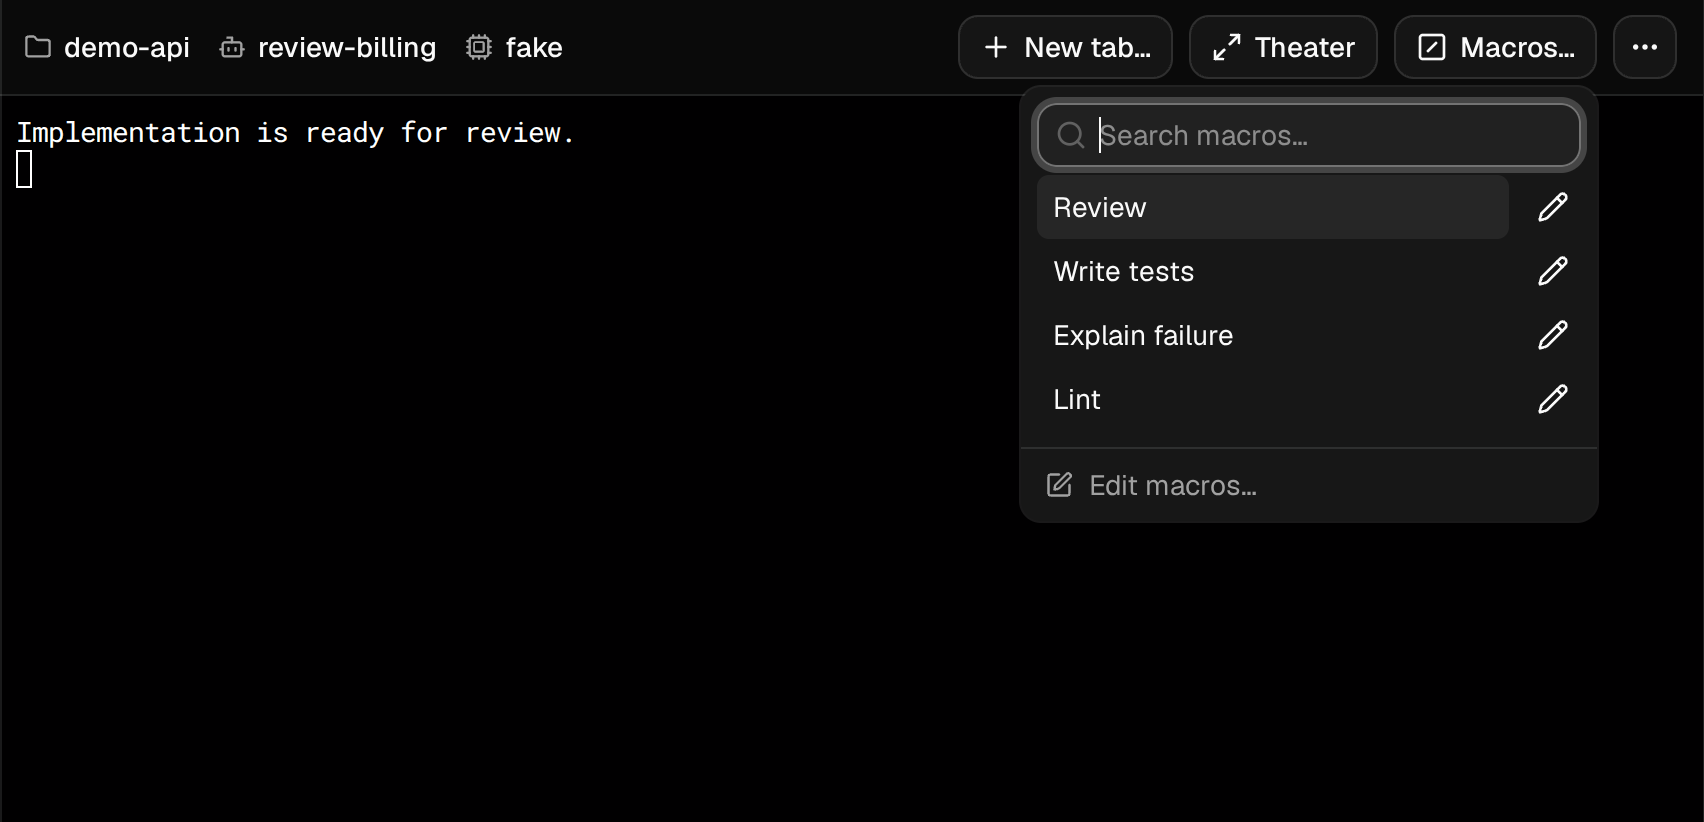 demo-api review-billing fake New tab… Theater Macros…
Implementation is ready for review.
Search macros…
Review
Write tests
Explain failure
Lint
Edit macros…